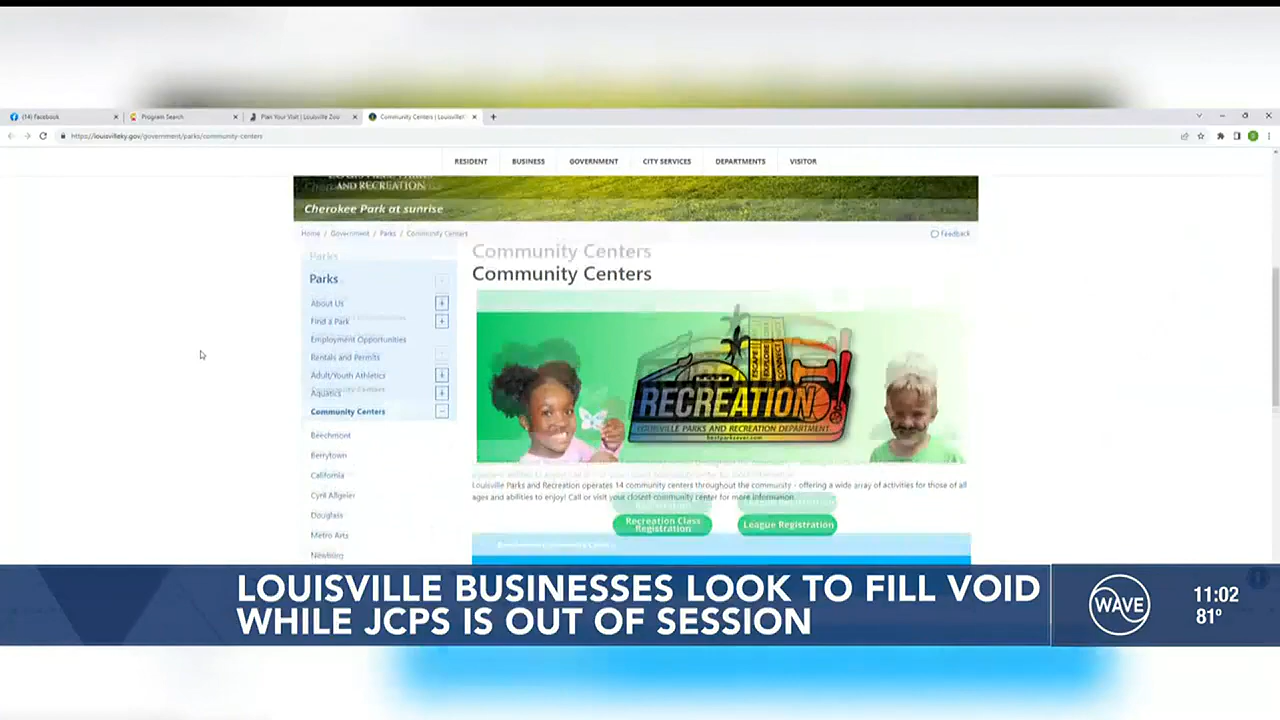 (14) Facebook
Program Search
Plan Your Visit | Louisville Zoo
Community Centers | Louisville
https://louisvilleky.gov/government/parks/community-centers
RESIDENT BUSINESS GOVERNMENT CITY SERVICES DEPARTMENTS VISITOR
AND RECREATION
Cherokee Park at sunrise
Home / Government / Parks / Community Centers
Feedback
Parks
Parks
About Us
Find a Park
Employment Opportunities
Rentals and Permits
Adult/Youth Athletics
Aquatics
Community Centers
Beechmont
Berrytown
California
Cyril Allgeier
Douglass
Metro Arts
Newburg
Community Centers
Community Centers
ESCAPE
EXPLORE
CONNECT
RECREATION
LOUISVILLE PARKS AND RECREATION DEPARTMENT
bestparksever.com
Louisville Parks and Recreation operates 14 community centers throughout the community - offering a wide array of activities for those of all
ages and abilities to enjoy! Call or visit your closest community center for more information.
Recreation Class
Registration
League Registration
LOUISVILLE BUSINESSES LOOK TO FILL VOID
WHILE JCPS IS OUT OF SESSION
WAVE
11:02
81°